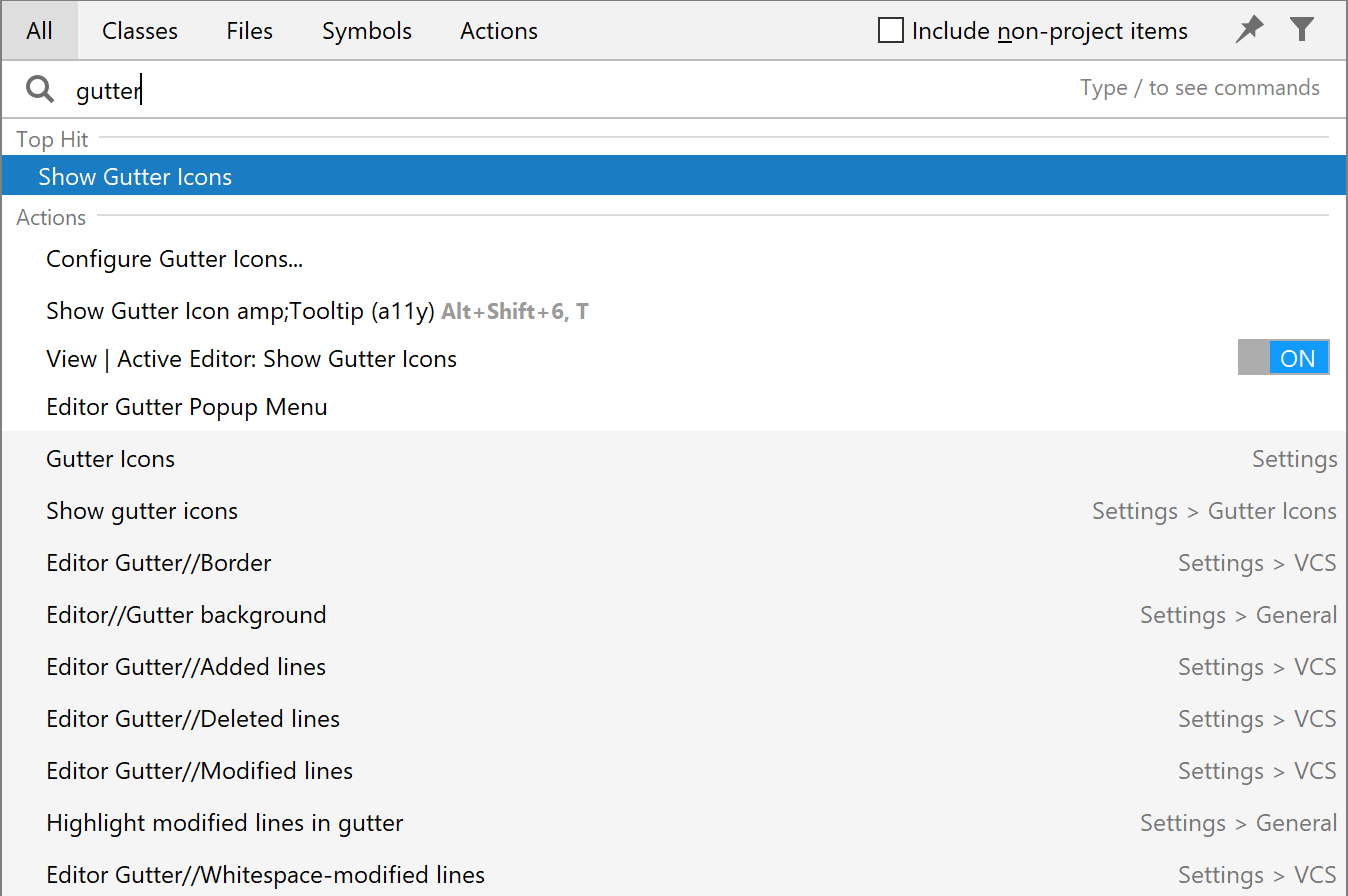 All Classes Files Symbols Actions Include non-project items
gutter Type / to see commands
Top Hit
Show Gutter Icons
Actions
Configure Gutter Icons...
Show Gutter Icon amp;Tooltip (a11y) Alt+Shift+6, T
View | Active Editor: Show Gutter Icons ON
Editor Gutter Popup Menu
Gutter Icons Settings
Show gutter icons Settings > Gutter Icons
Editor Gutter//Border Settings > VCS
Editor//Gutter background Settings > General
Editor Gutter//Added lines Settings > VCS
Editor Gutter//Deleted lines Settings > VCS
Editor Gutter//Modified lines Settings > VCS
Highlight modified lines in gutter Settings > General
Editor Gutter//Whitespace-modified lines Settings > VCS